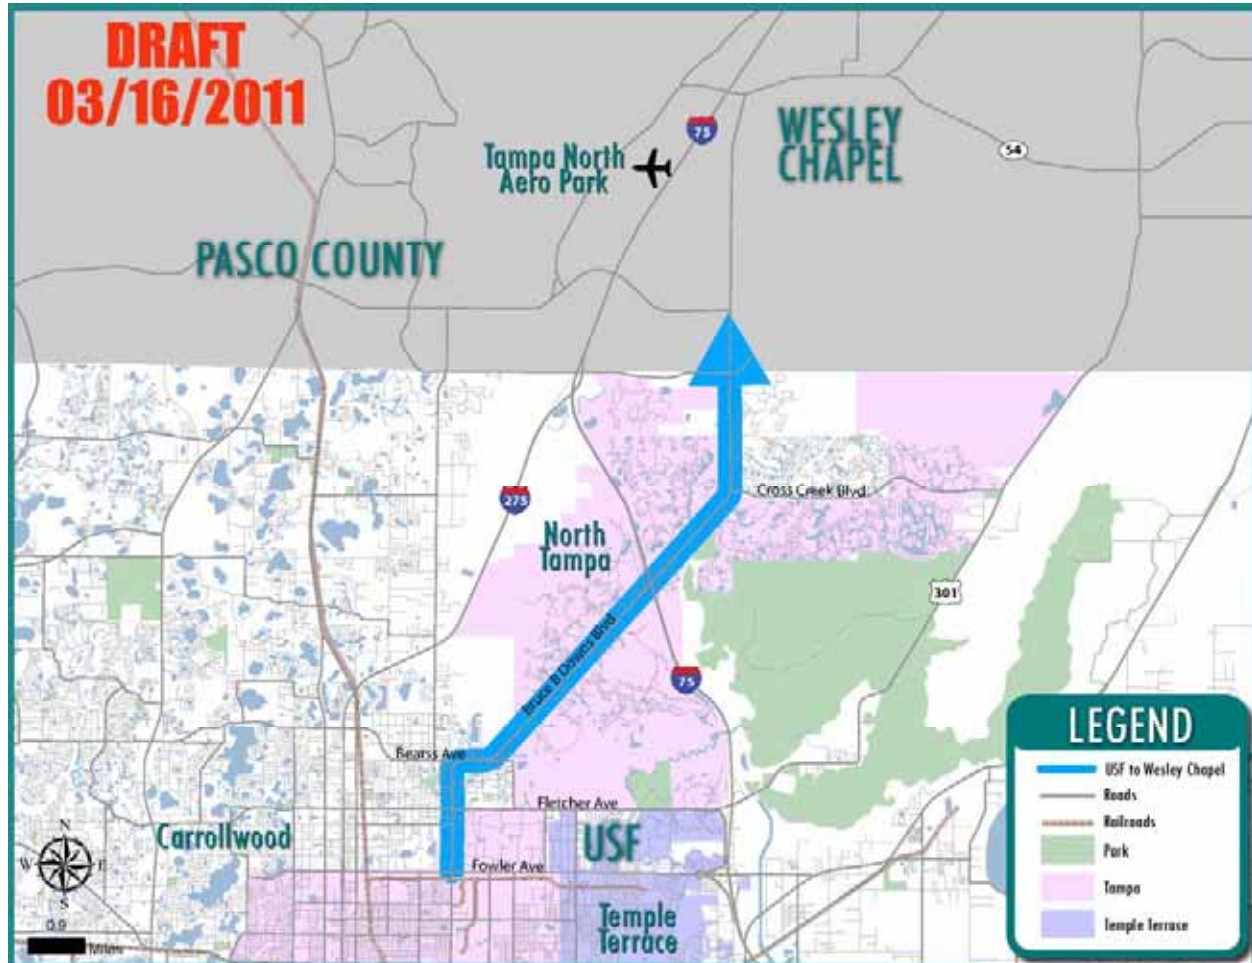 DRAFT
03/16/2011
75
WESLEY
CHAPEL
54
Tampa North
Aero Park
PASCO COUNTY
275
Cross Creek Blvd
North
Tampa
301
Bruce B Downs Blvd
75
Bearss Ave
Fletcher Ave
Carrollwood
USF
Fowler Ave
Temple
Terrace
N
W E
S
0.9
Miles
LEGEND
USF to Wesley Chapel
Roads
Railroads
Park
Tampa
Temple Terrace